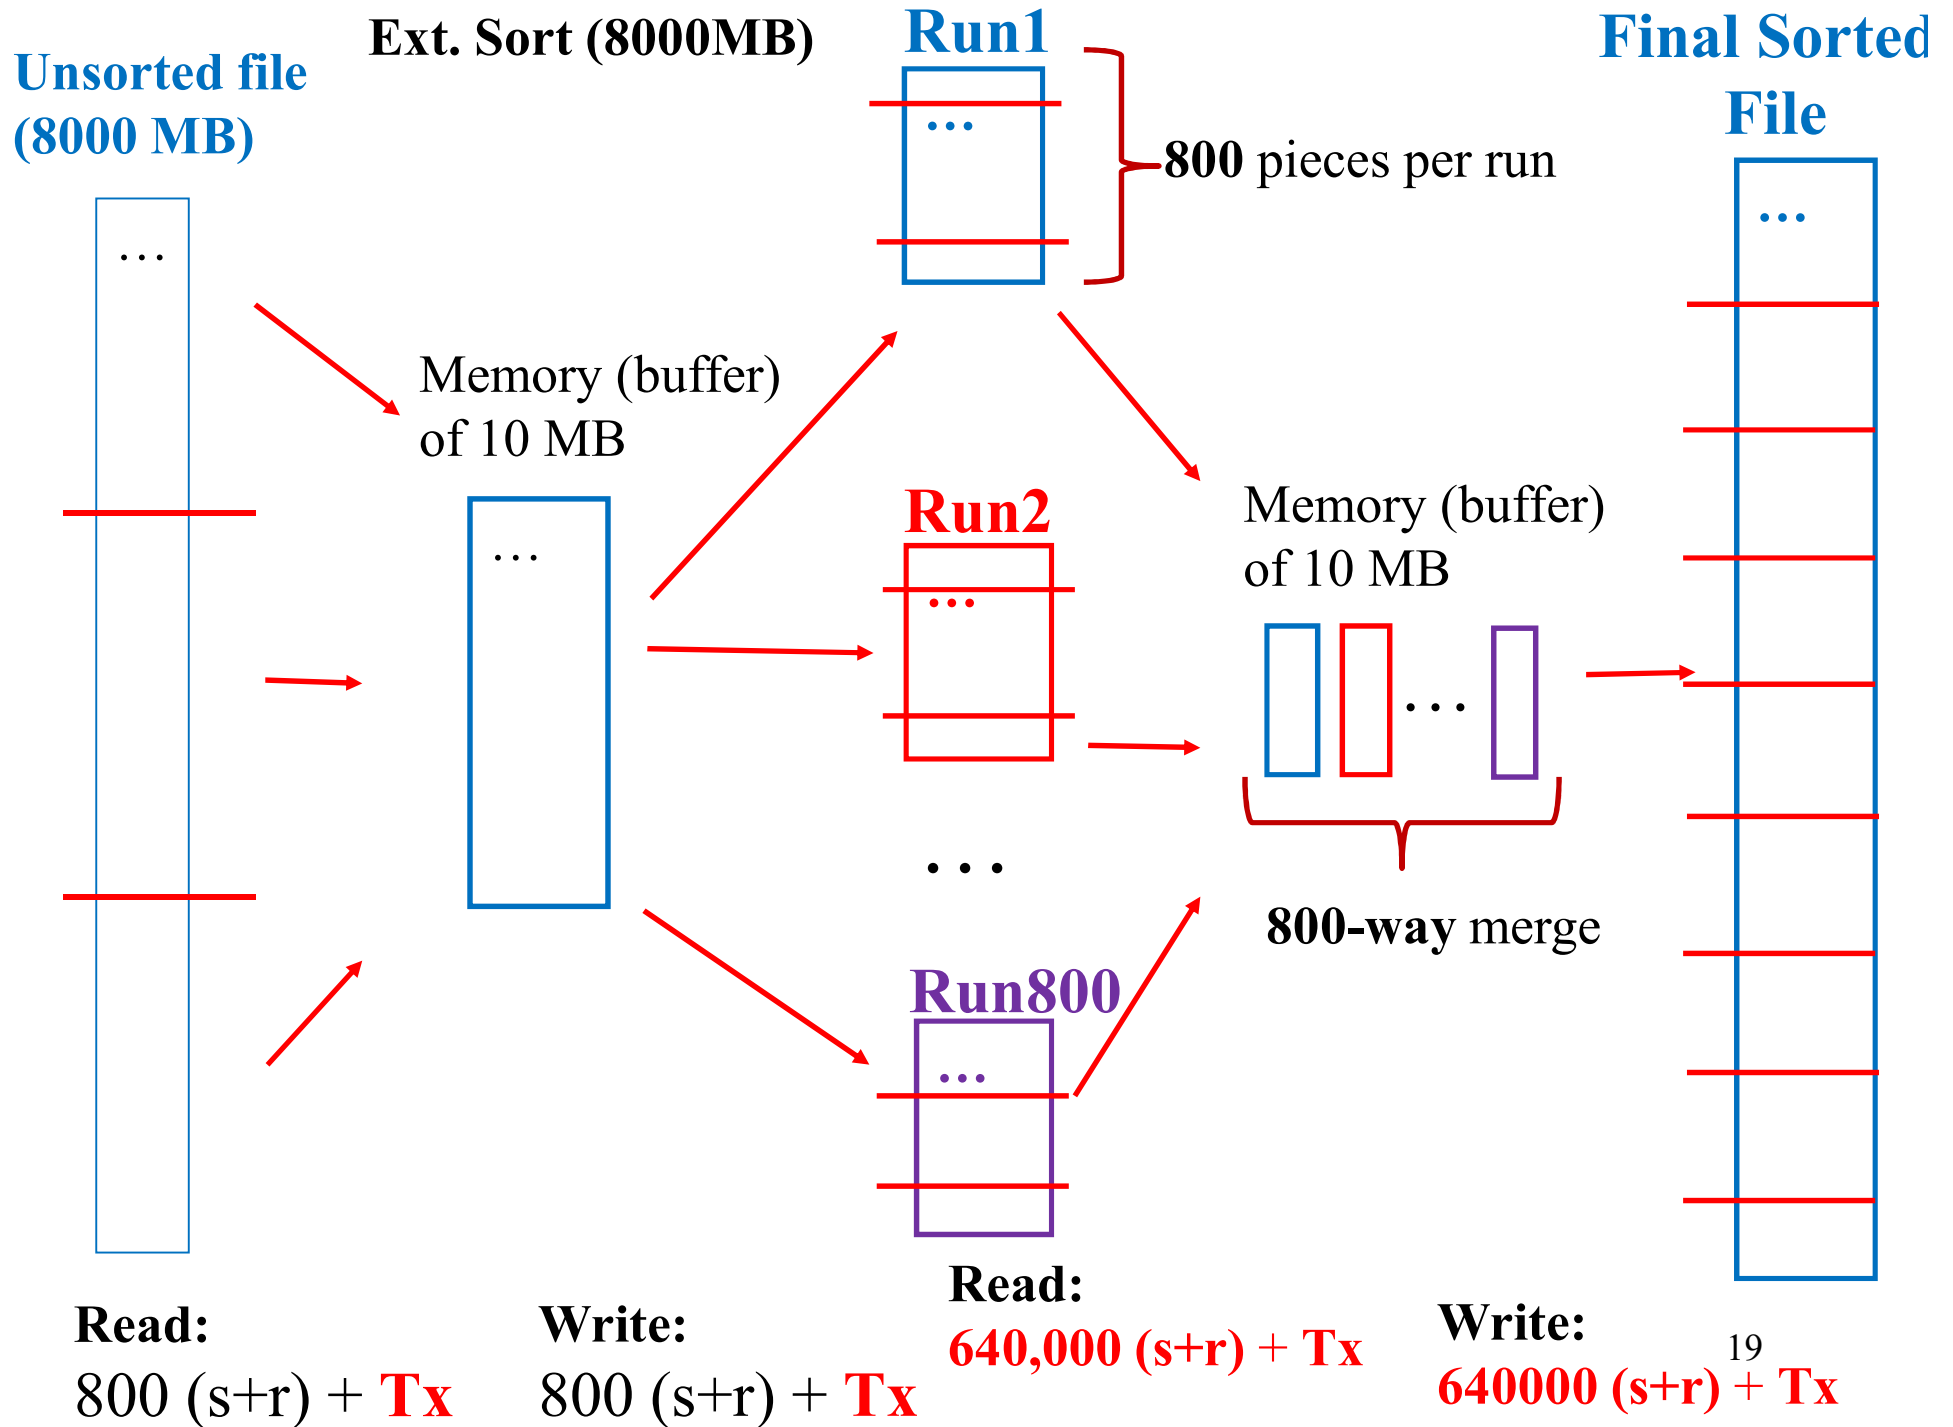 Ext. Sort (8000MB)
Unsorted file
(8000 MB)
...
Memory (buffer)
of 10 MB
...
Run1
...
800 pieces per run
Run2
...
...
Run800
...
Memory (buffer)
of 10 MB
...
800-way merge
Final Sorted
File
...
Read:
800 (s+r) + Tx
Write:
800 (s+r) + Tx
Read:
640,000 (s+r) + Tx
Write:
640000 (s+r) + Tx
19